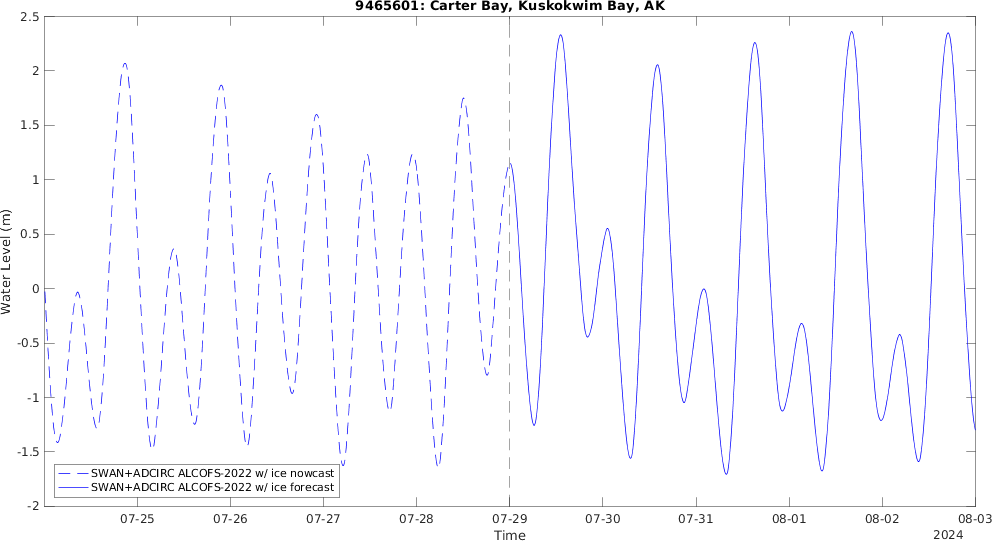 9465601: Carter Bay, Kuskokwim Bay, AK
2.5
2
1.5
1
0.5
0
-0.5
-1
-1.5
-2
Water Level (m)
SWAN+ADCIRC ALCOFS-2022 w/ ice nowcast
SWAN+ADCIRC ALCOFS-2022 w/ ice forecast
07-25 07-26 07-27 07-28 07-29 07-30 07-31 08-01 08-02 08-03
Time
2024